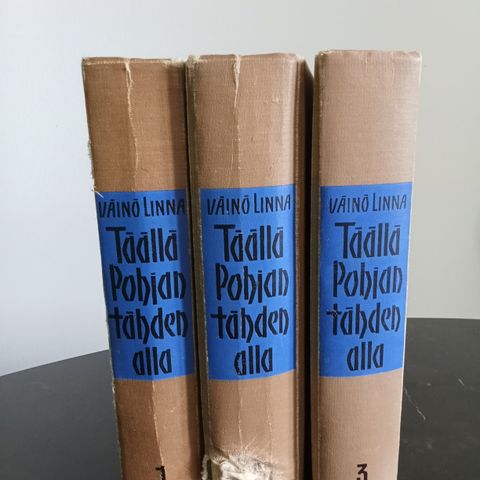 VÄINÖ LINNA
Täällä
Pohjan
tähden
alla
1
VÄINÖ LINNA
Täällä
Pohjan
tähden
alla
VÄINÖ LINNA
Täällä
Pohjan
tähden
alla
3